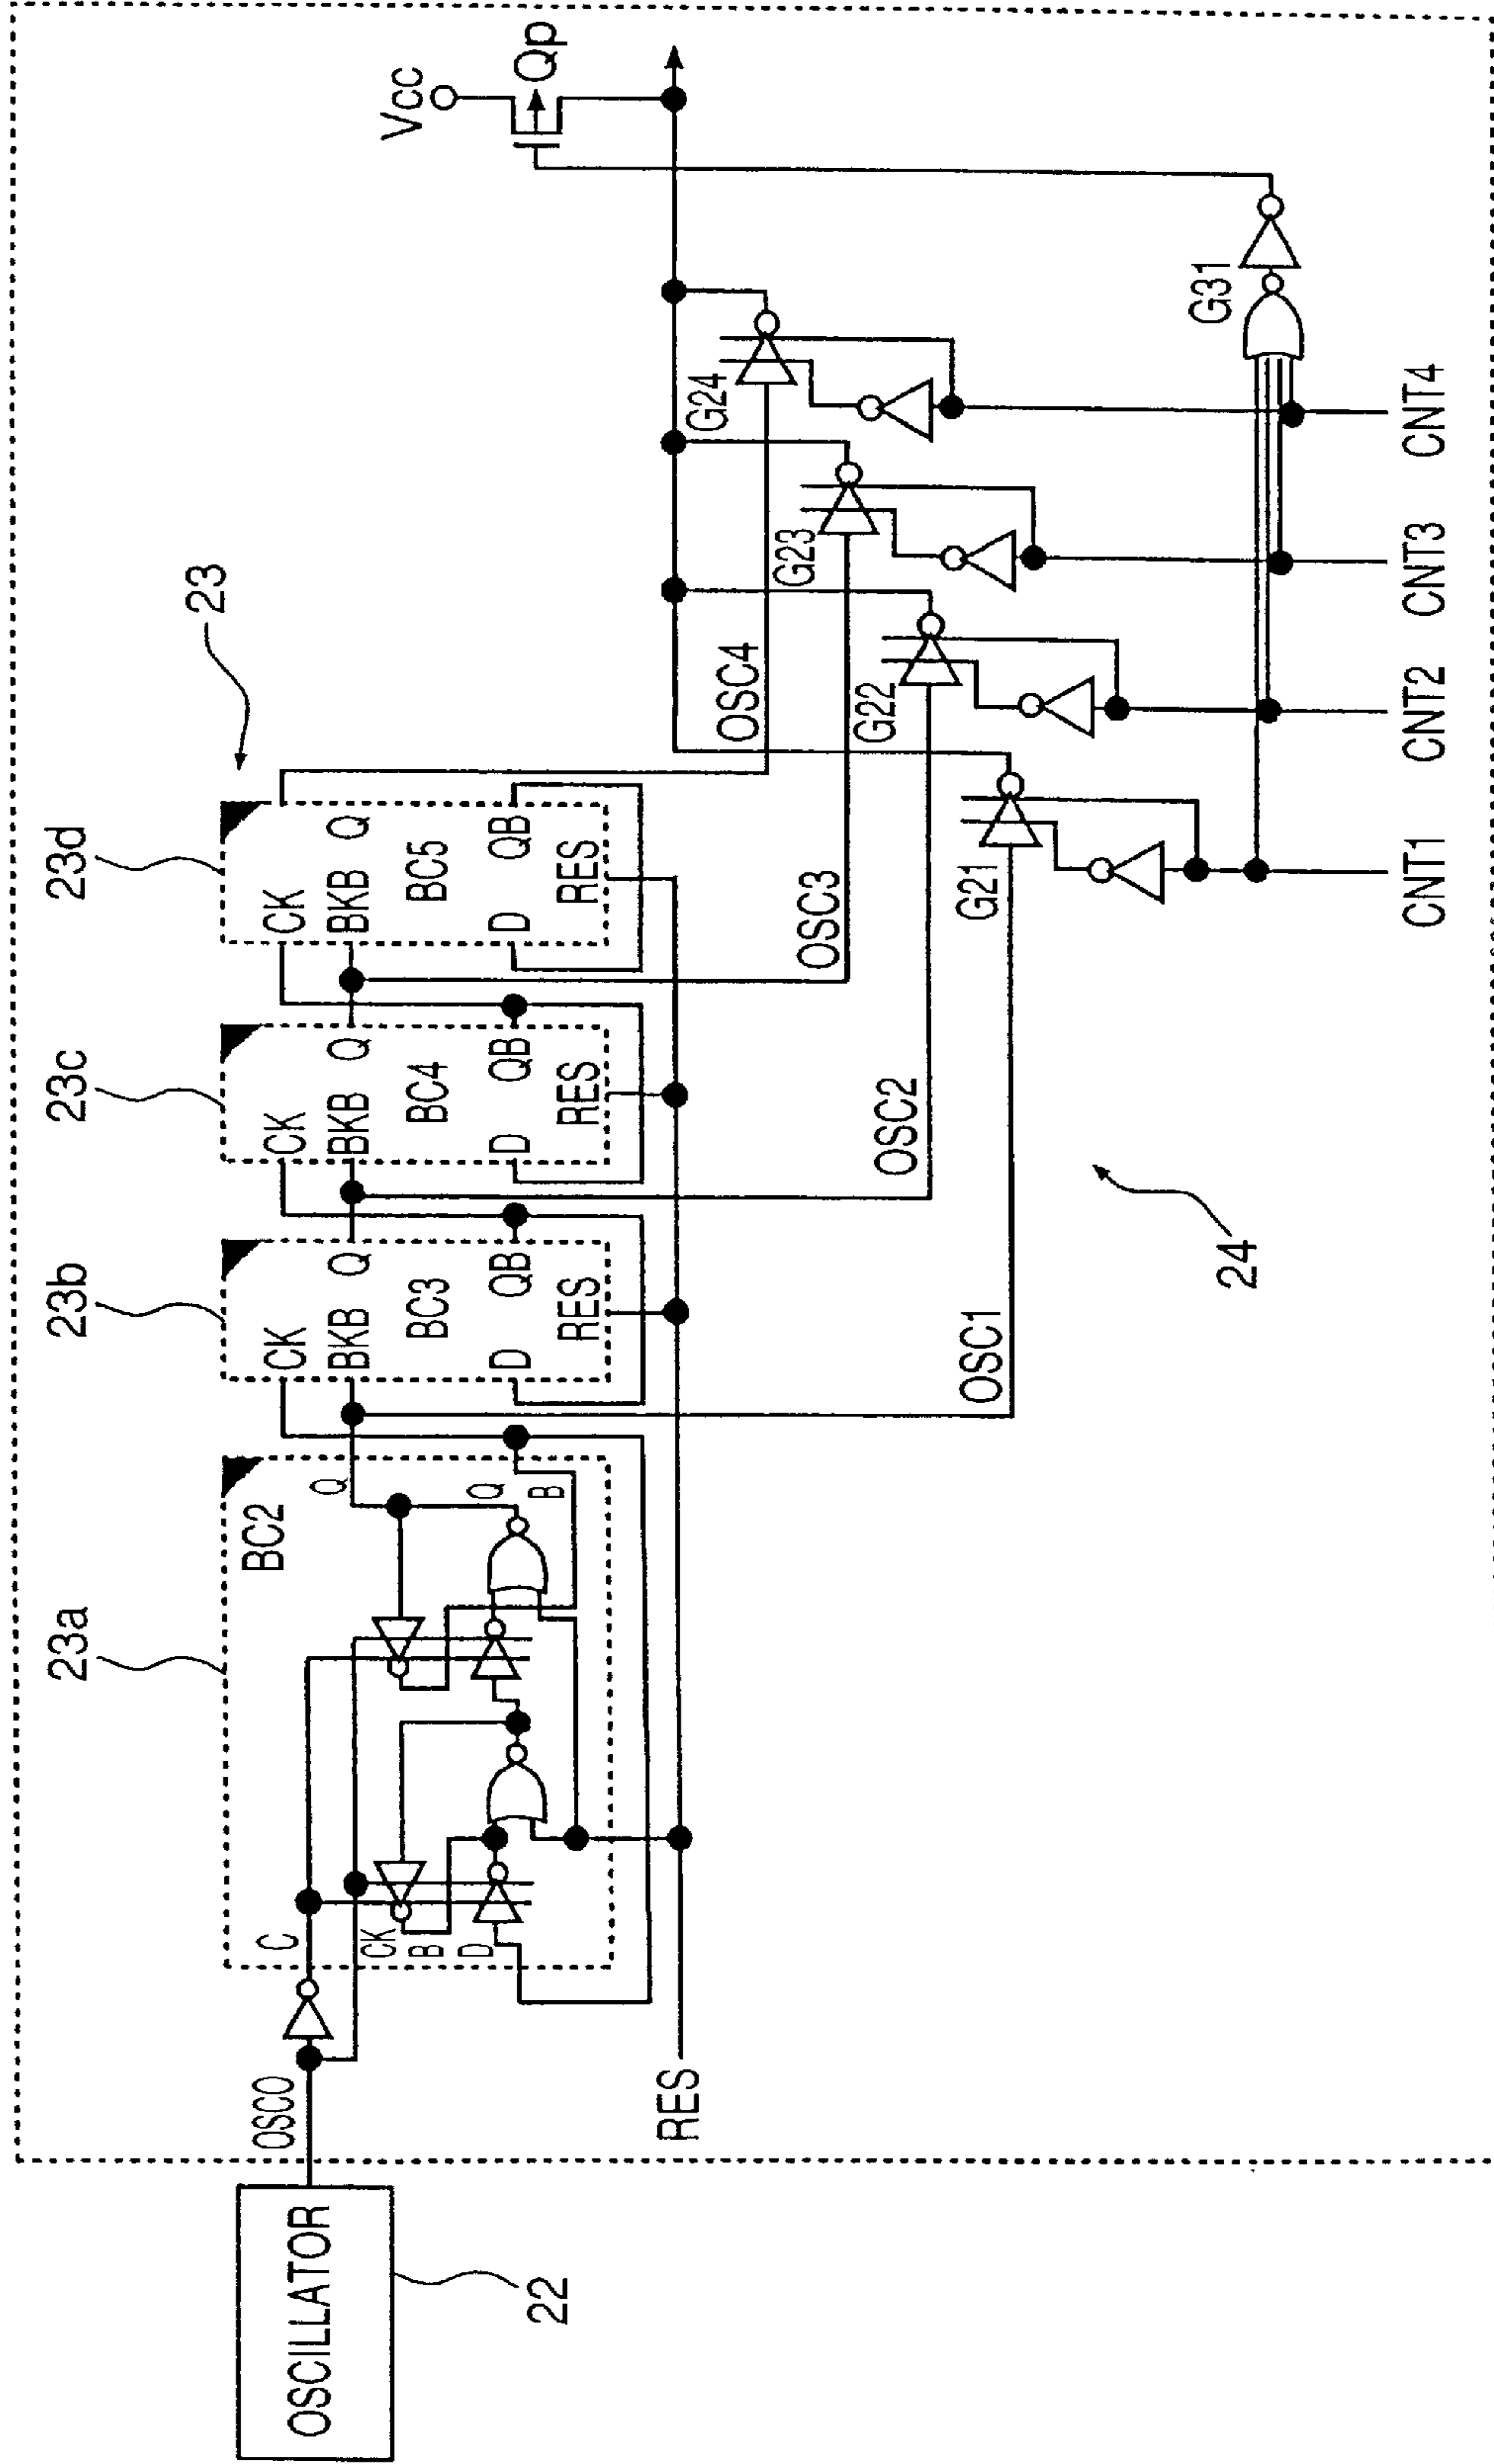 23a
23b
23c
23d
23
Vcc
Qp
OSCILLATOR
22
OSCO
C
CK
B
D
BC2
Q
Q
B
CK
BKB
Q
BC3
D
QB
RES
CK
BKB
Q
BC4
D
QB
RES
CK
BKB
Q
BC5
D
QB
RES
RES
OSC1
OSC2
OSC3
OSC4
G21
G22
G23
G24
G31
24
CNT1
CNT2
CNT3
CNT4